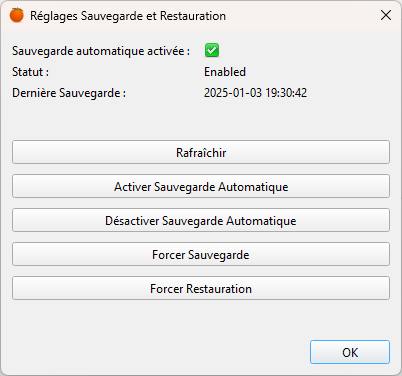 Réglages Sauvegarde et Restauration
Sauvegarde automatique activée :
Statut : Enabled
Dernière Sauvegarde : 2025-01-03 19:30:42
Rafraîchir
Activer Sauvegarde Automatique
Désactiver Sauvegarde Automatique
Forcer Sauvegarde
Forcer Restauration
OK